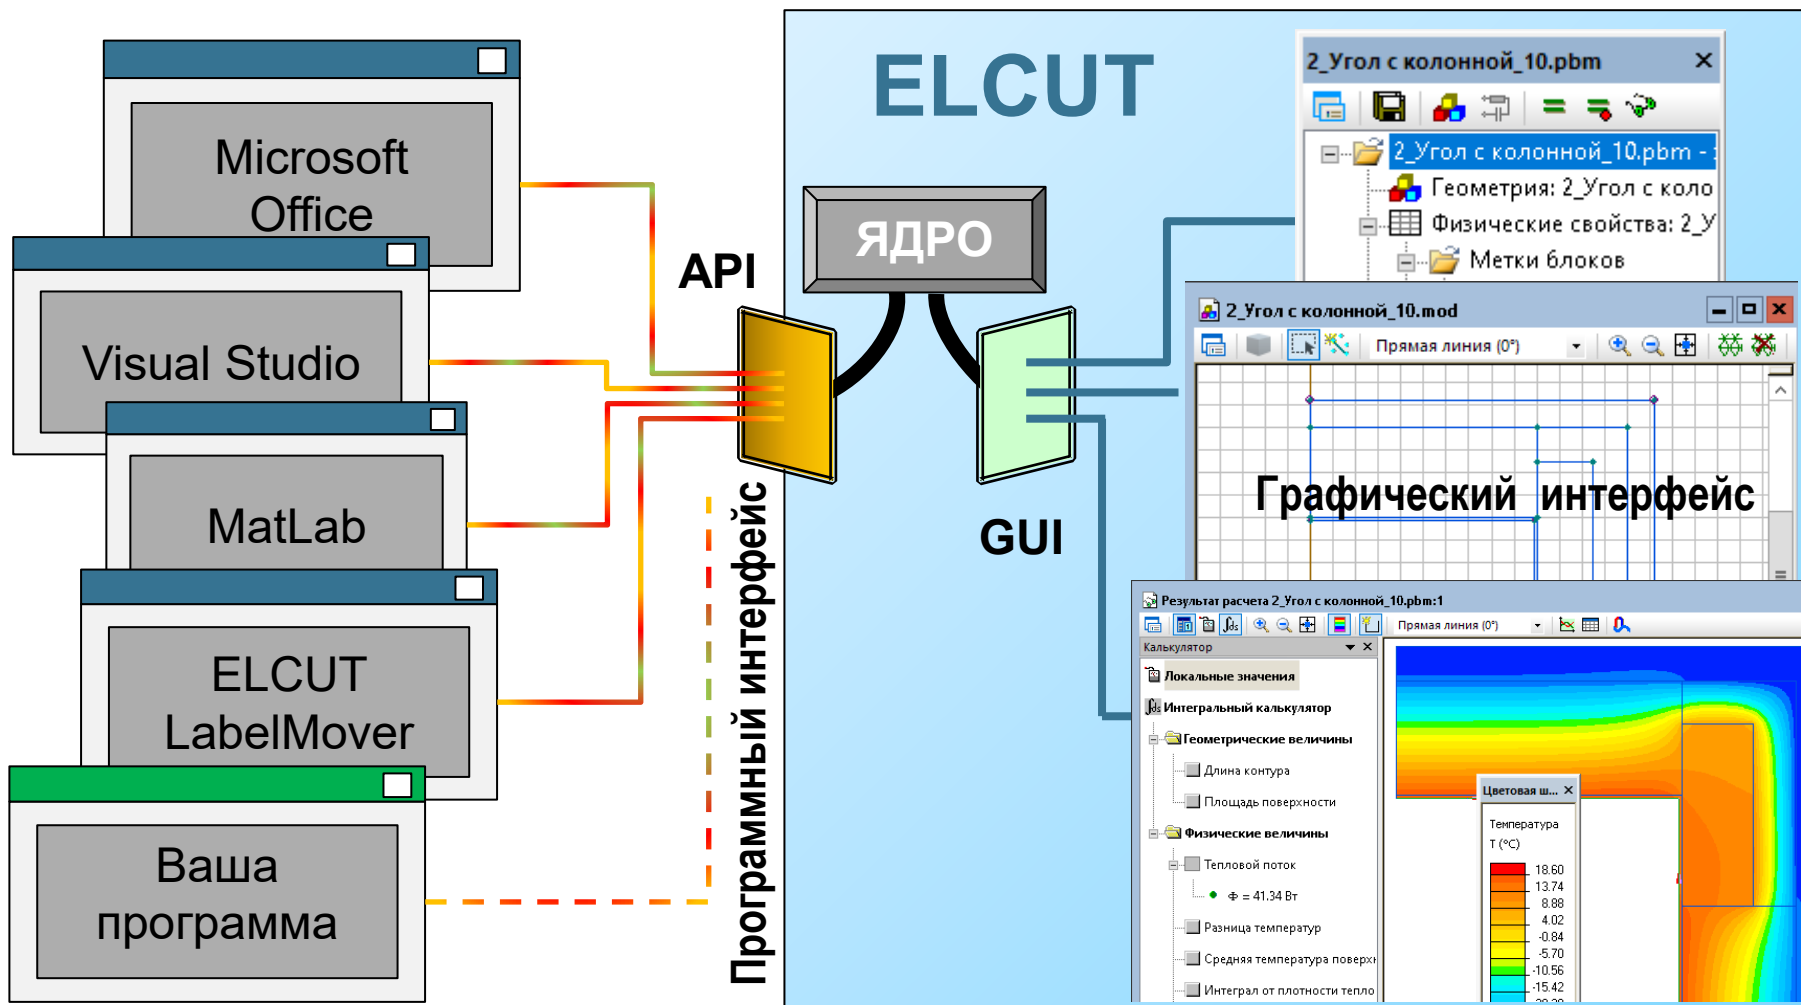 Microsoft
Office
Visual Studio
MatLab
ELCUT
LabelMover
Ваша
программа
API
Программный интерфейс
ELCUT
ЯДРО
GUI
2_Угол с колонной_10.pbm
2_Угол с колонной_10.pbm -
Геометрия: 2_Угол с коло
Физические свойства: 2_У
Метки блоков
2_Угол с колонной_10.mod
Прямая линия (0°)
Графический интерфейс
Результат расчета 2_Угол с колонной_10.pbm:1
Прямая линия (0°)
Калькулятор
Локальные значения
Интегральный калькулятор
Геометрические величины
Длина контура
Площадь поверхности
Физические величины
Тепловой поток
Ф = 41.34 Вт
Разница температур
Средняя температура поверх
Интеграл от плотности тепло
Цветовая ш...
Температура
T (°C)
18.60
13.74
8.88
4.02
-0.84
-5.70
-10.56
-15.42